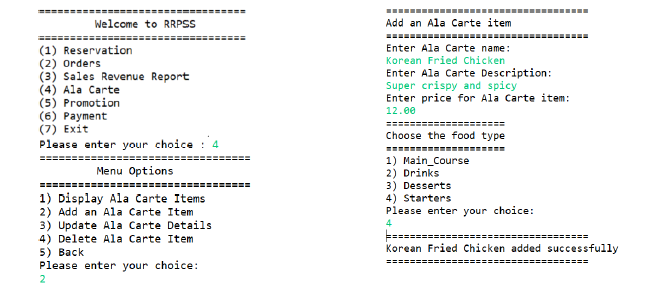 ==================================
Welcome to RRPSS
==================================
(1) Reservation
(2) Orders
(3) Sales Revenue Report
(4) Ala Carte
(5) Promotion
(6) Payment
(7) Exit
Please enter your choice : 4
==================================
Menu Options
==================================
1) Display Ala Carte Items
2) Add an Ala Carte Item
3) Update Ala Carte Details
4) Delete Ala Carte Item
5) Back
Please enter your choice:
2
==================================
Add an Ala Carte item
==================================
Enter Ala Carte name:
Korean Fried Chicken
Enter Ala Carte Description:
Super crispy and spicy
Enter price for Ala Carte item:
12.00
====================
Choose the food type
====================
1) Main_Course
2) Drinks
3) Desserts
4) Starters
Please enter your choice:
4
==================================
Korean Fried Chicken added successfully
==================================